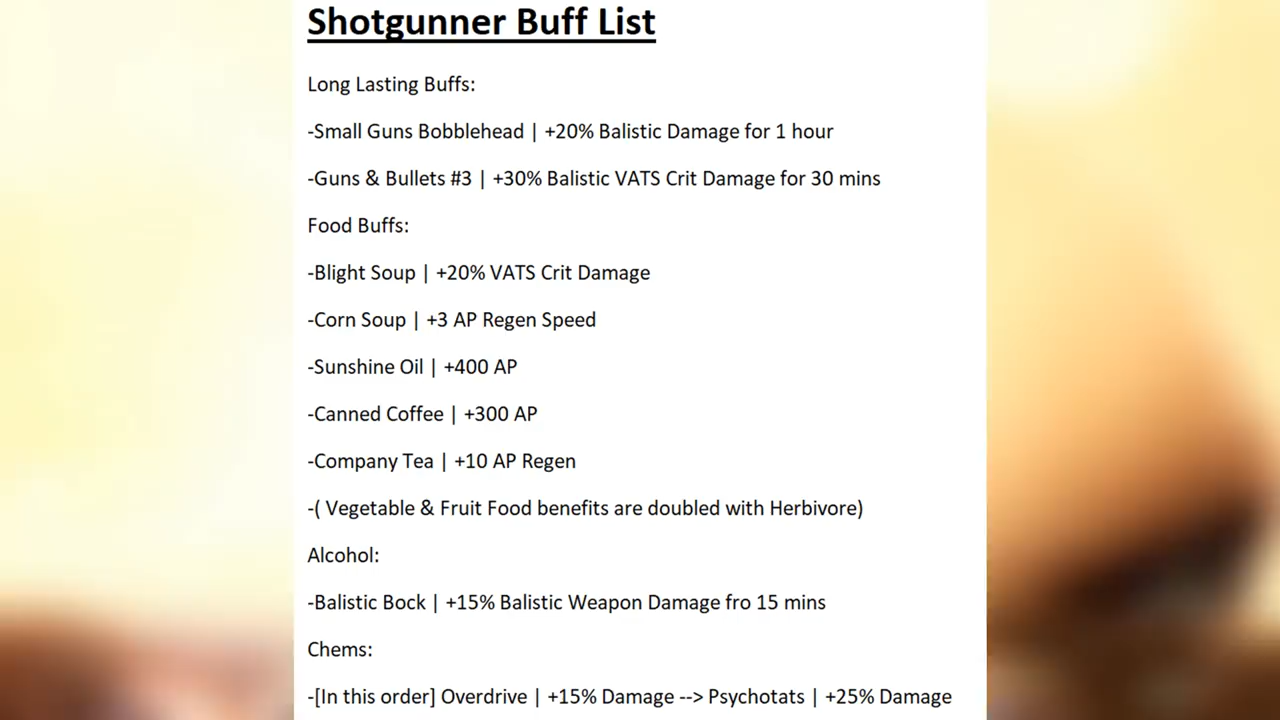 Shotgunner Buff List
Long Lasting Buffs:
-Small Guns Bobblehead | +20% Balistic Damage for 1 hour
-Guns & Bullets #3 | +30% Balistic VATS Crit Damage for 30 mins
Food Buffs:
-Blight Soup | +20% VATS Crit Damage
-Corn Soup | +3 AP Regen Speed
-Sunshine Oil | +400 AP
-Canned Coffee | +300 AP
-Company Tea | +10 AP Regen
-( Vegetable & Fruit Food benefits are doubled with Herbivore)
Alcohol:
-Balistic Bock | +15% Balistic Weapon Damage fro 15 mins
Chems:
-[In this order] Overdrive | +15% Damage --> Psychotats | +25% Damage